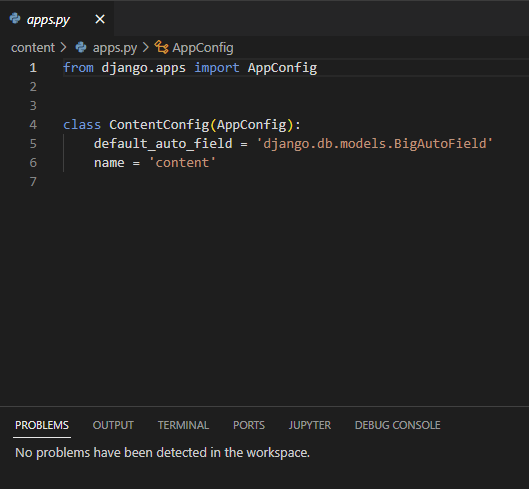 apps.py
content > apps.py > AppConfig
1 from django.apps import AppConfig
2
3
4 class ContentConfig(AppConfig):
5     default_auto_field = 'django.db.models.BigAutoField'
6     name = 'content'
7
PROBLEMS OUTPUT TERMINAL PORTS JUPYTER DEBUG CONSOLE
No problems have been detected in the workspace.